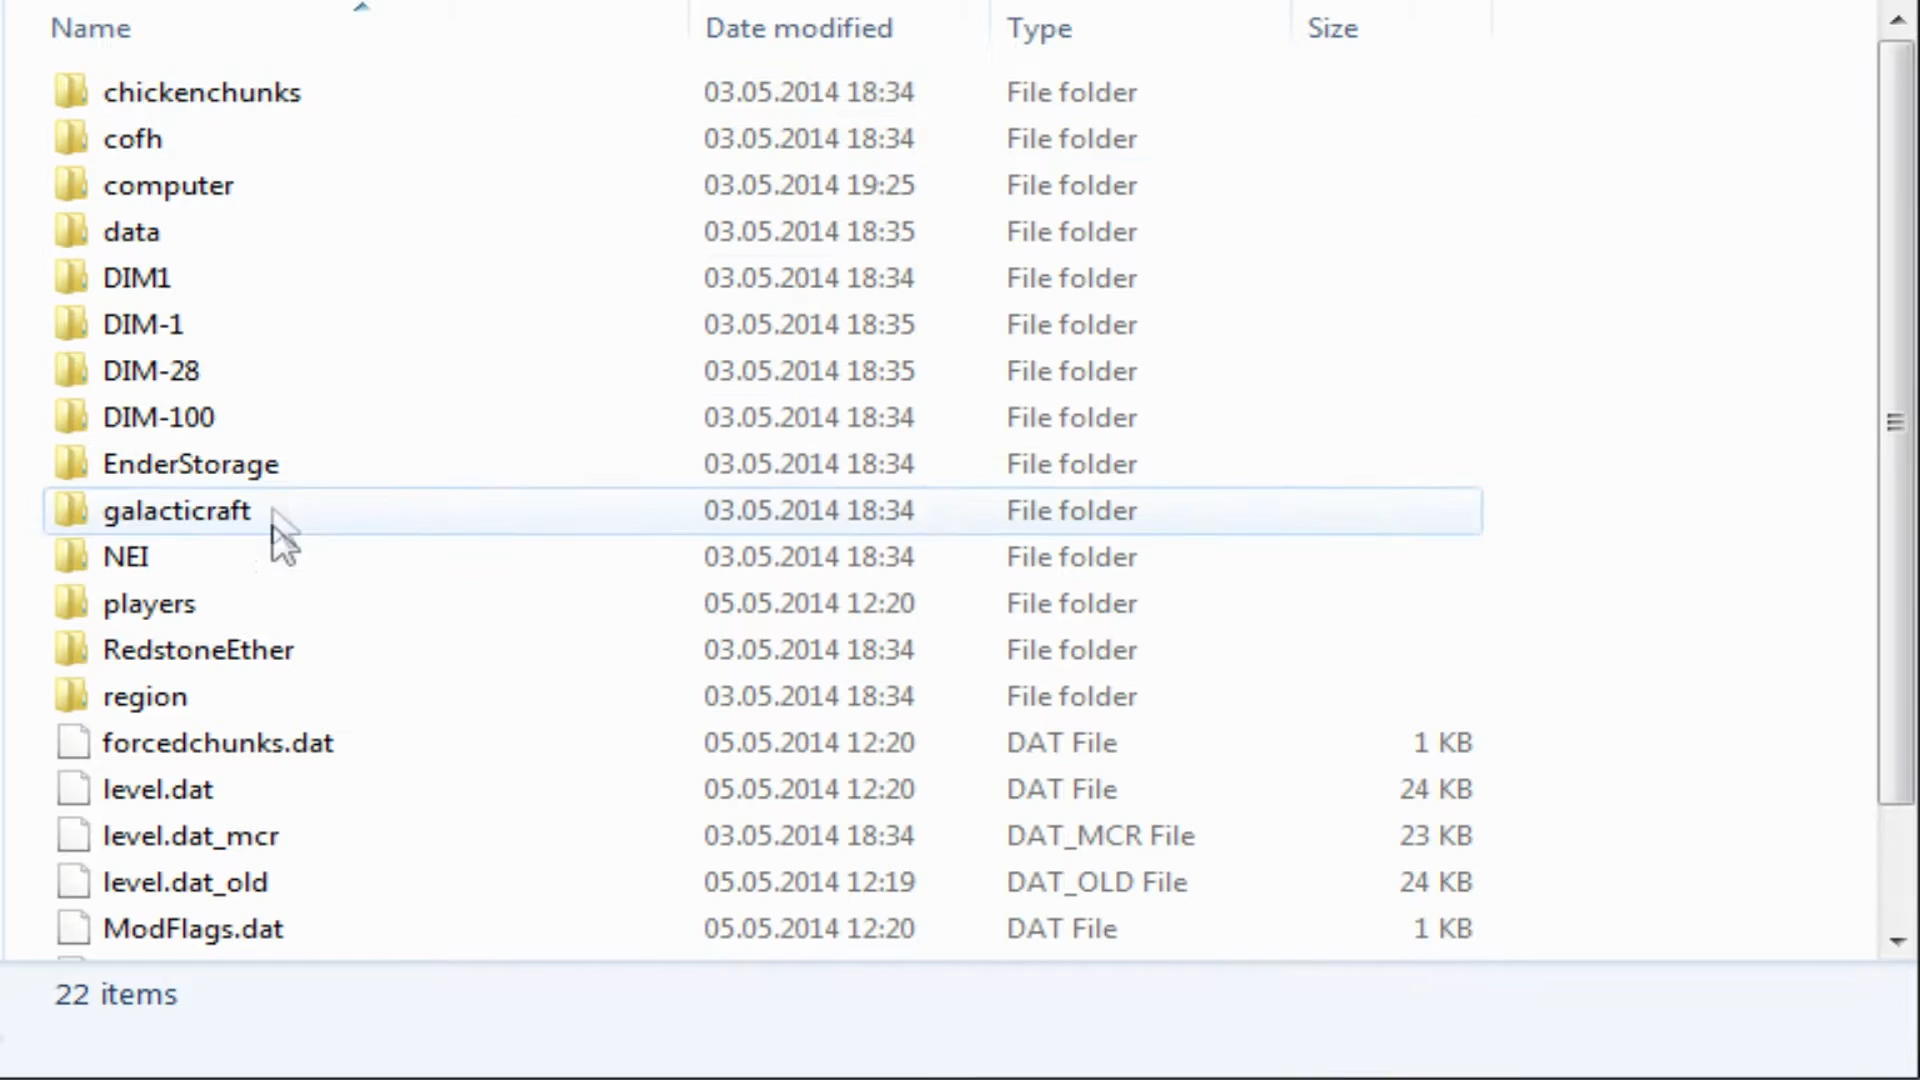 Name Date modified Type Size
chickenchunks 03.05.2014 18:34 File folder
cofh 03.05.2014 18:34 File folder
computer 03.05.2014 19:25 File folder
data 03.05.2014 18:35 File folder
DIM1 03.05.2014 18:34 File folder
DIM-1 03.05.2014 18:35 File folder
DIM-28 03.05.2014 18:35 File folder
DIM-100 03.05.2014 18:34 File folder
EnderStorage 03.05.2014 18:34 File folder
galacticraft 03.05.2014 18:34 File folder
NEI 03.05.2014 18:34 File folder
players 05.05.2014 12:20 File folder
RedstoneEther 03.05.2014 18:34 File folder
region 03.05.2014 18:34 File folder
forcedchunks.dat 05.05.2014 12:20 DAT File 1 KB
level.dat 05.05.2014 12:20 DAT File 24 KB
level.dat_mcr 03.05.2014 18:34 DAT_MCR File 23 KB
level.dat_old 05.05.2014 12:19 DAT_OLD File 24 KB
ModFlags.dat 05.05.2014 12:20 DAT File 1 KB
22 items